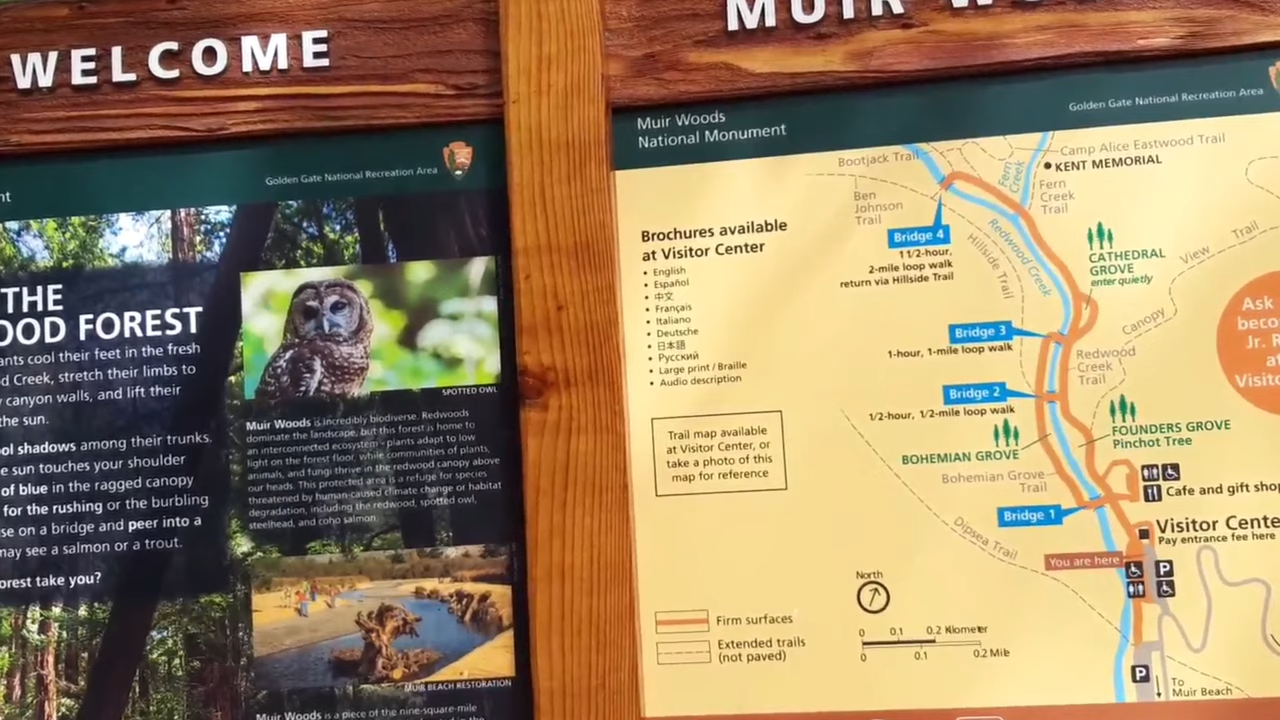 WELCOME
Golden Gate National Recreation Area
THE
OOD FOREST
cool their feet in the fresh
Creek, stretch their limbs to
canyon walls, and lift their
the sun.
shadows among their trunks.
sun touches your shoulder
of blue in the ragged canopy
for the rushing or the burbling
on a bridge and peer into a
may see a salmon or a trout.
take you?
SPOTTED OWL
Muir Woods is incredibly biodiverse. Redwoods
dominate the landscape, but this forest is home to
an interconnected ecosystem - plants adapt to low
light on the forest floor, while communities of plants,
animals, and fungi thrive in the redwood canopy above
our heads. This protected area is a refuge for species
threatened by human-caused climate change or habitat
degradation, including the redwood, spotted owl,
steelhead, and coho salmon.
MUIR BEACH RESTORATION
Muir Woods is a piece of the nine-square-mile
MUIR WO
Muir Woods
National Monument
Golden Gate National Recreation Area
Brochures available
at Visitor Center
• English
• Español
• 中文
• Français
• Italiano
• Deutsche
• 日本語
• Русский
• Large print / Braille
• Audio description
Trail map available
at Visitor Center, or
take a photo of this
map for reference
Bootjack Trail
Camp Alice Eastwood Trail
KENT MEMORIAL
Fern
Creek
Fern
Creek
Trail
Ben
Johnson
Trail
Bridge 4
1 1/2-hour,
2-mile loop walk
return via Hillside Trail
Hillside Trail
Redwood Creek
CATHEDRAL
GROVE
enter quietly
Canopy View Trail
Bridge 3
1-hour, 1-mile loop walk
Redwood
Creek
Trail
Bridge 2
1/2-hour, 1/2-mile loop walk
BOHEMIAN GROVE
FOUNDERS GROVE
Pinchot Tree
Bohemian Grove
Trail
Bridge 1
Cafe and gift shop
Visitor Cente
Pay entrance fee here
You are here
P
Dipsea Trail
P
To
Muir Beach
Ask
beco
Jr. R
a
Visito
North
0 0.1 0.2 Kilometer
0 0.1 0.2 Mile
Firm surfaces
Extended trails
(not paved)